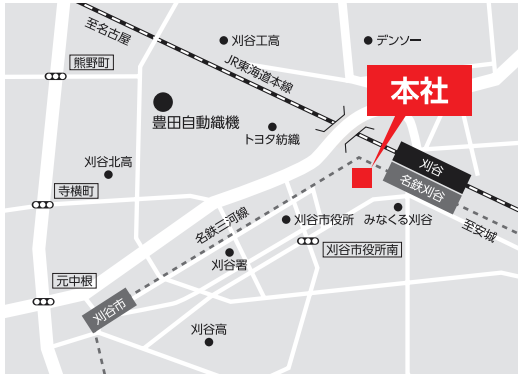 至名古屋
刈谷工高
デンソー
熊野町
JR東海道本線
本社
豊田自動織機
トヨタ紡織
刈谷北高
刈谷
寺横町
名鉄刈谷
名鉄三河線
刈谷市役所
みなくる刈谷
至安城
刈谷市役所南
刈谷署
元中根
刈谷市
刈谷高